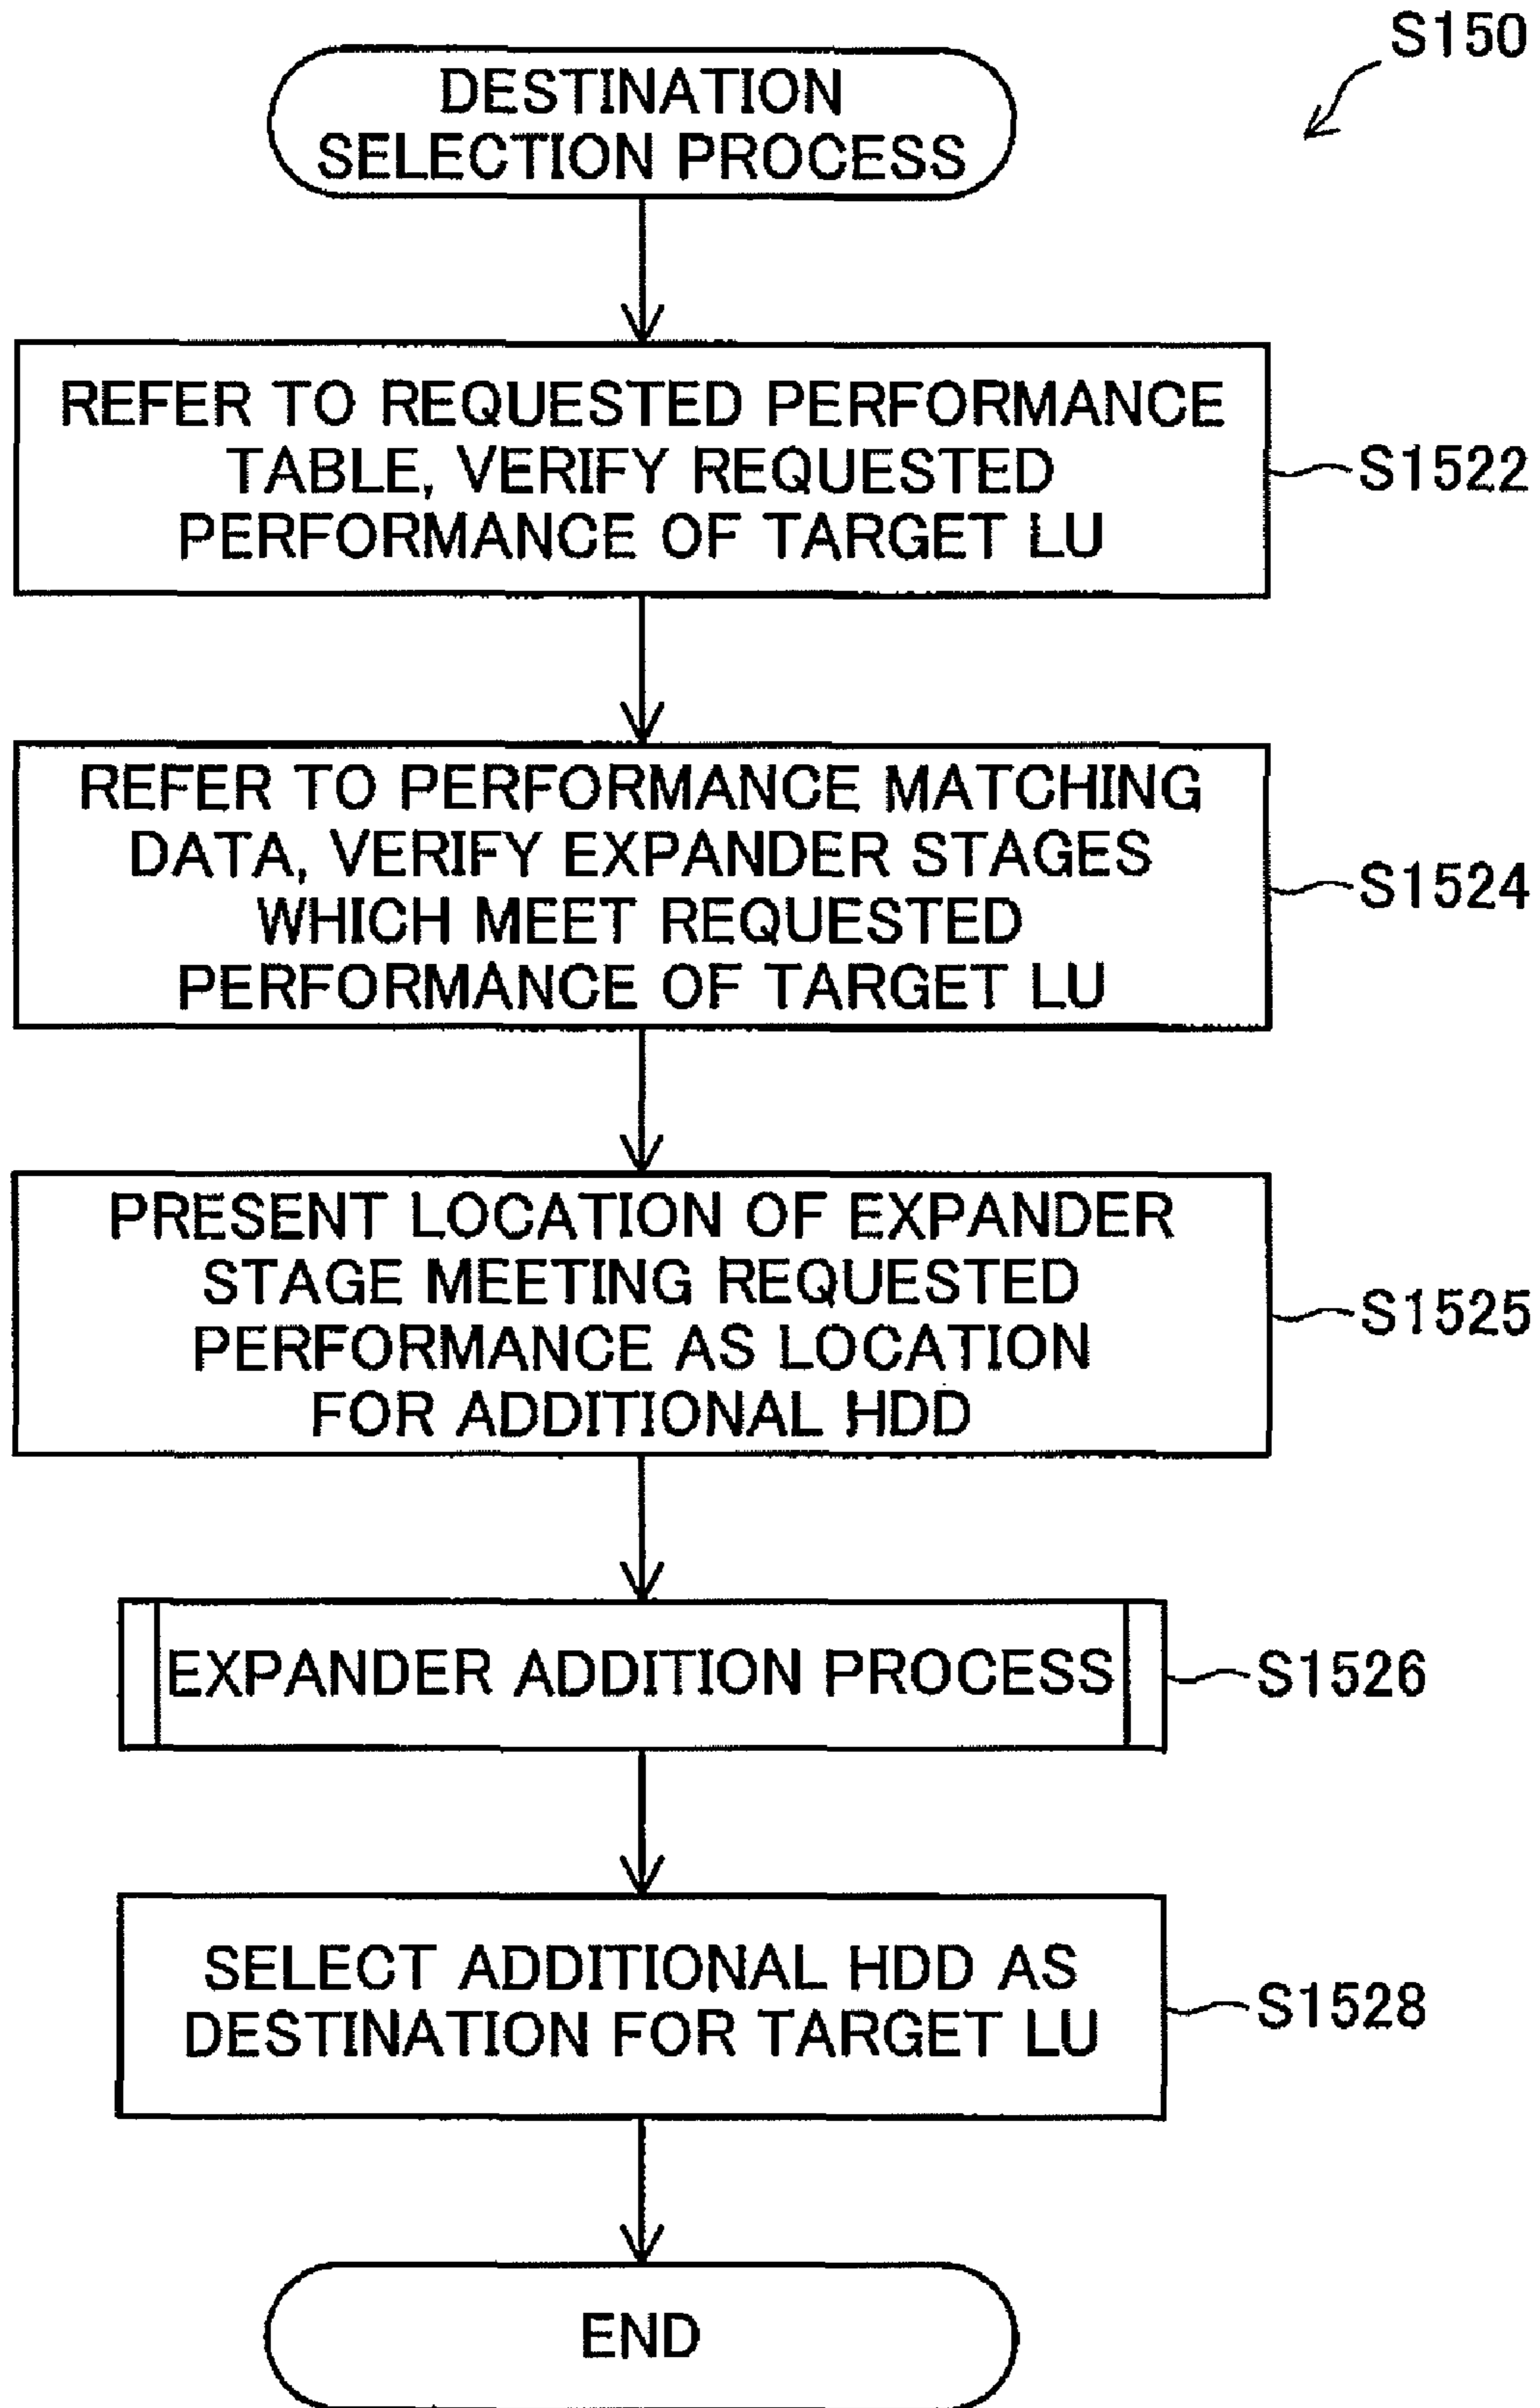 S150
DESTINATION
SELECTION PROCESS
REFER TO REQUESTED PERFORMANCE
TABLE, VERIFY REQUESTED
PERFORMANCE OF TARGET LU
S1522
REFER TO PERFORMANCE MATCHING
DATA, VERIFY EXPANDER STAGES
WHICH MEET REQUESTED
PERFORMANCE OF TARGET LU
S1524
PRESENT LOCATION OF EXPANDER
STAGE MEETING REQUESTED
PERFORMANCE AS LOCATION
FOR ADDITIONAL HDD
S1525
EXPANDER ADDITION PROCESS
S1526
SELECT ADDITIONAL HDD AS
DESTINATION FOR TARGET LU
S1528
END